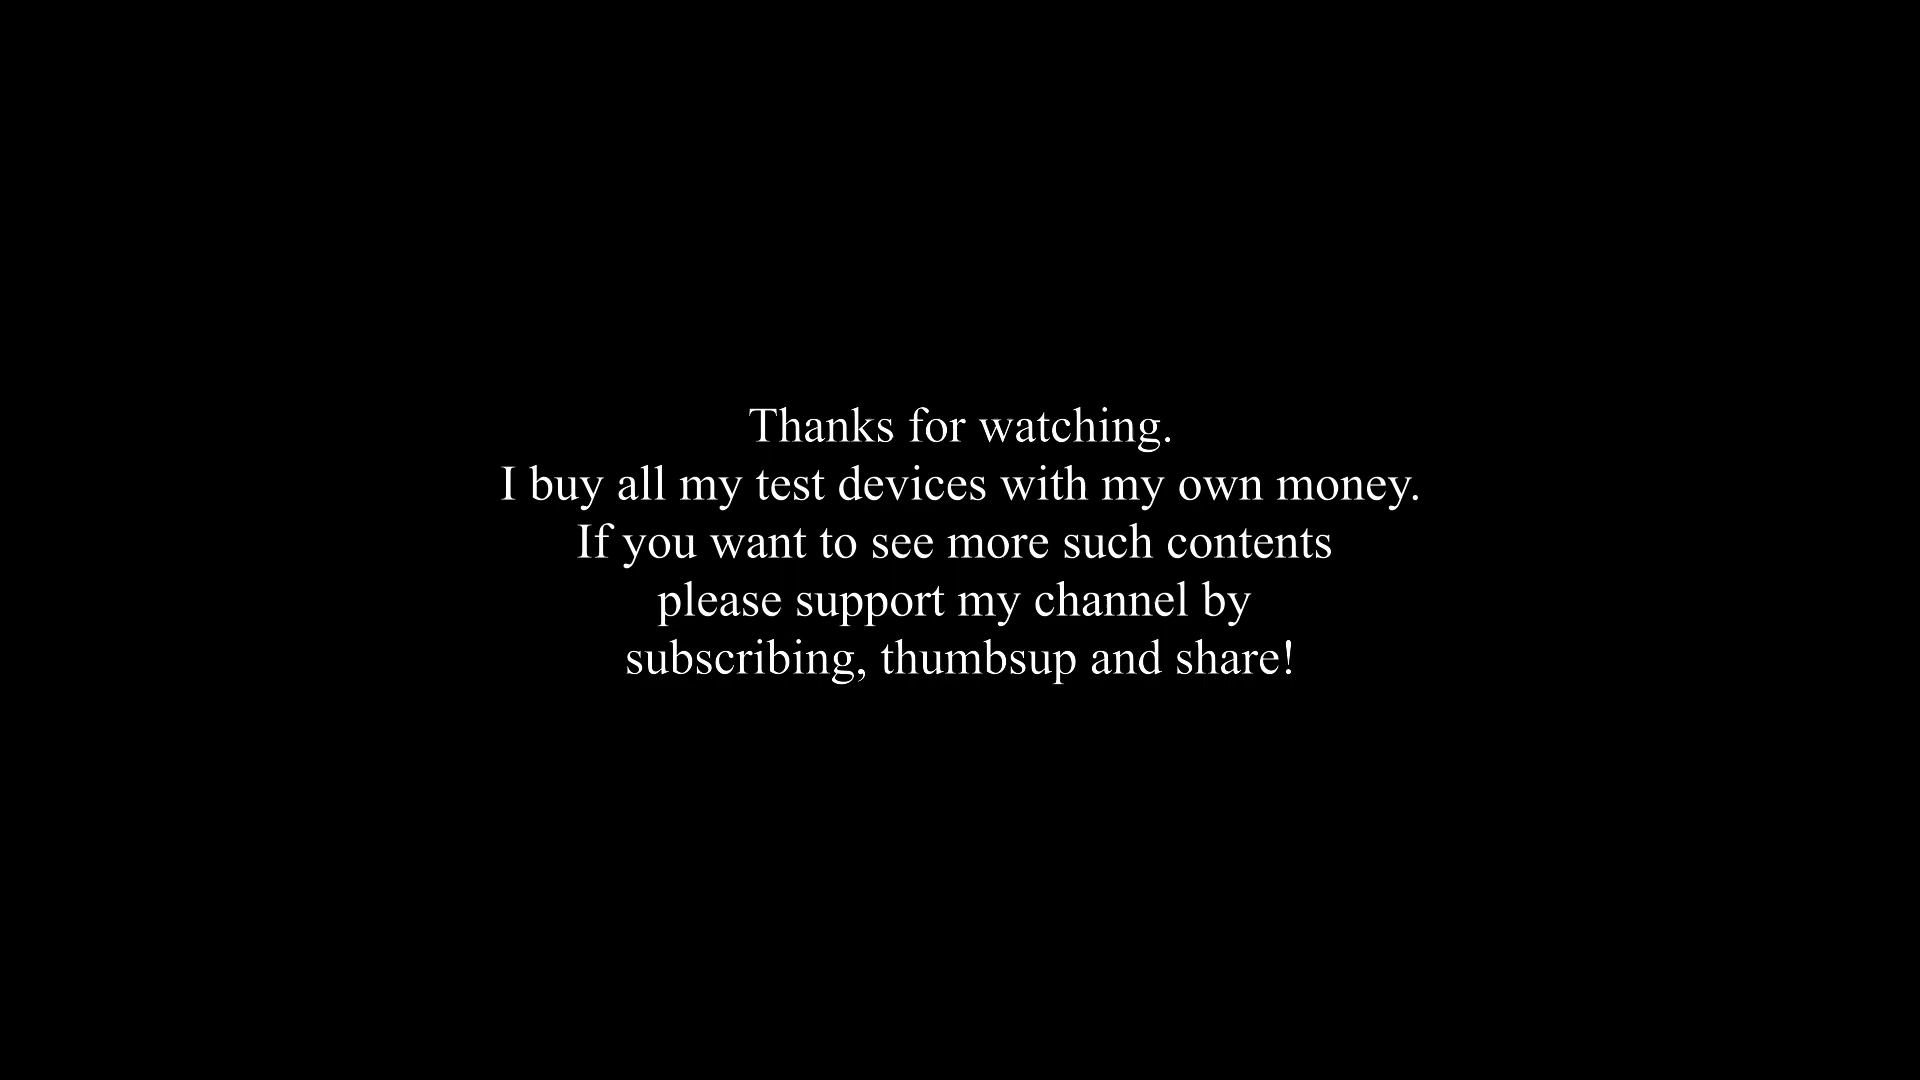 Thanks for watching.
I buy all my test devices with my own money.
If you want to see more such contents
please support my channel by
subscribing, thumbsup and share!